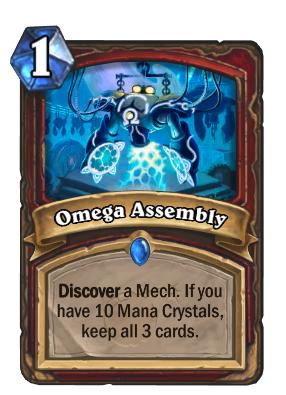 1
Ω
Omega Assembly
Discover a Mech. If you
have 10 Mana Crystals,
keep all 3 cards.